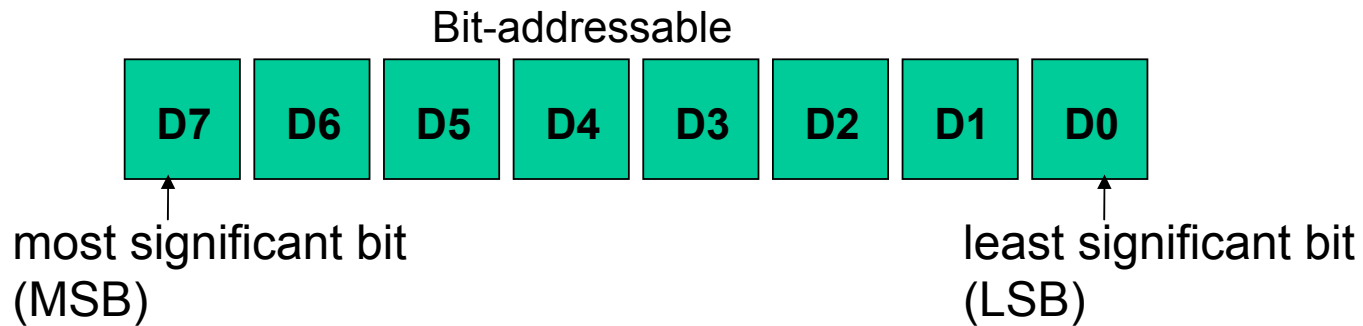 Bit-addressable
D7 D6 D5 D4 D3 D2 D1 D0
most significant bit
(MSB)
least significant bit
(LSB)